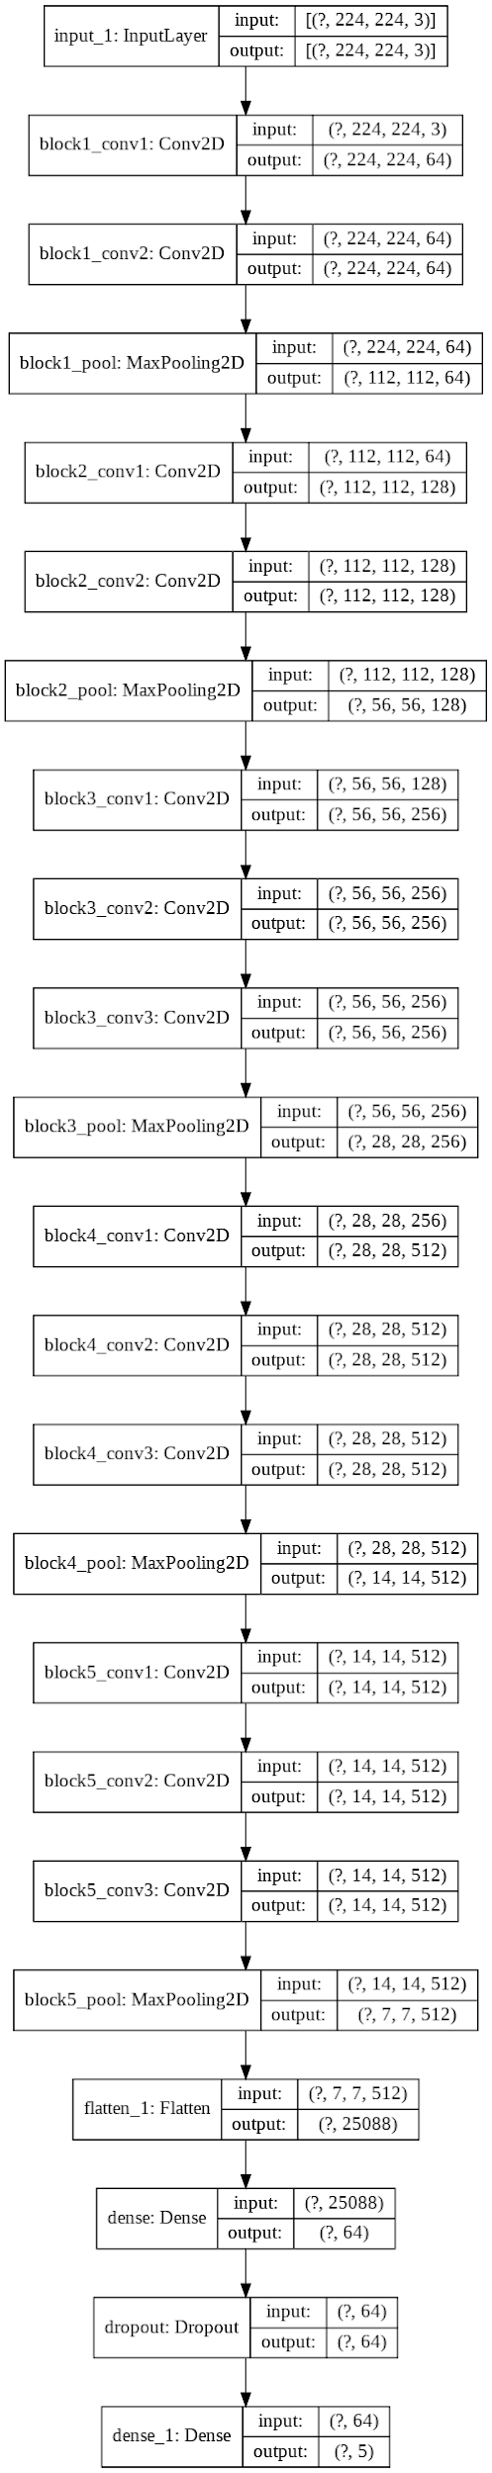 input_1: InputLayer
input: [(?, 224, 224, 3)]
output: [(?, 224, 224, 3)]
block1_conv1: Conv2D
input: (?, 224, 224, 3)
output: (?, 224, 224, 64)
block1_conv2: Conv2D
input: (?, 224, 224, 64)
output: (?, 224, 224, 64)
block1_pool: MaxPooling2D
input: (?, 224, 224, 64)
output: (?, 112, 112, 64)
block2_conv1: Conv2D
input: (?, 112, 112, 64)
output: (?, 112, 112, 128)
block2_conv2: Conv2D
input: (?, 112, 112, 128)
output: (?, 112, 112, 128)
block2_pool: MaxPooling2D
input: (?, 112, 112, 128)
output: (?, 56, 56, 128)
block3_conv1: Conv2D
input: (?, 56, 56, 128)
output: (?, 56, 56, 256)
block3_conv2: Conv2D
input: (?, 56, 56, 256)
output: (?, 56, 56, 256)
block3_conv3: Conv2D
input: (?, 56, 56, 256)
output: (?, 56, 56, 256)
block3_pool: MaxPooling2D
input: (?, 56, 56, 256)
output: (?, 28, 28, 256)
block4_conv1: Conv2D
input: (?, 28, 28, 256)
output: (?, 28, 28, 512)
block4_conv2: Conv2D
input: (?, 28, 28, 512)
output: (?, 28, 28, 512)
block4_conv3: Conv2D
input: (?, 28, 28, 512)
output: (?, 28, 28, 512)
block4_pool: MaxPooling2D
input: (?, 28, 28, 512)
output: (?, 14, 14, 512)
block5_conv1: Conv2D
input: (?, 14, 14, 512)
output: (?, 14, 14, 512)
block5_conv2: Conv2D
input: (?, 14, 14, 512)
output: (?, 14, 14, 512)
block5_conv3: Conv2D
input: (?, 14, 14, 512)
output: (?, 14, 14, 512)
block5_pool: MaxPooling2D
input: (?, 14, 14, 512)
output: (?, 7, 7, 512)
flatten_1: Flatten
input: (?, 7, 7, 512)
output: (?, 25088)
dense: Dense
input: (?, 25088)
output: (?, 64)
dropout: Dropout
input: (?, 64)
output: (?, 64)
dense_1: Dense
input: (?, 64)
output: (?, 5)